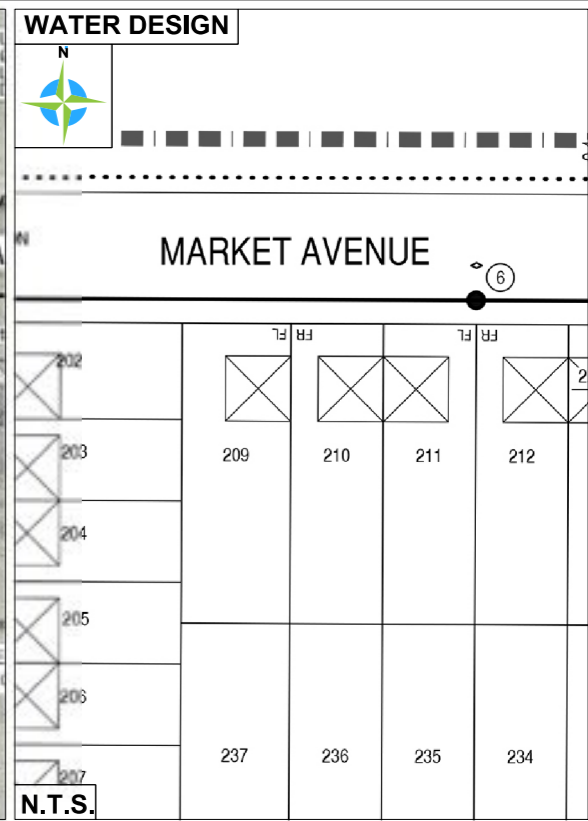 WATER DESIGN
N
MARKET AVENUE
6
FL FR FL FR
202
203 209 210 211 212
204
205
206 237 236 235 234
207
N.T.S.